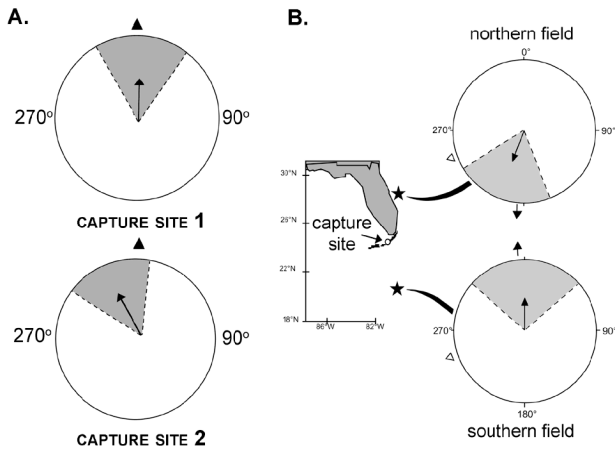 A.
270°
90°
CAPTURE SITE 1
270°
90°
CAPTURE SITE 2
B.
30°N
25°N
22°N
18°N
86°W
82°W
capture
site
northern field
0°
270°
90°
270°
90°
180°
southern field